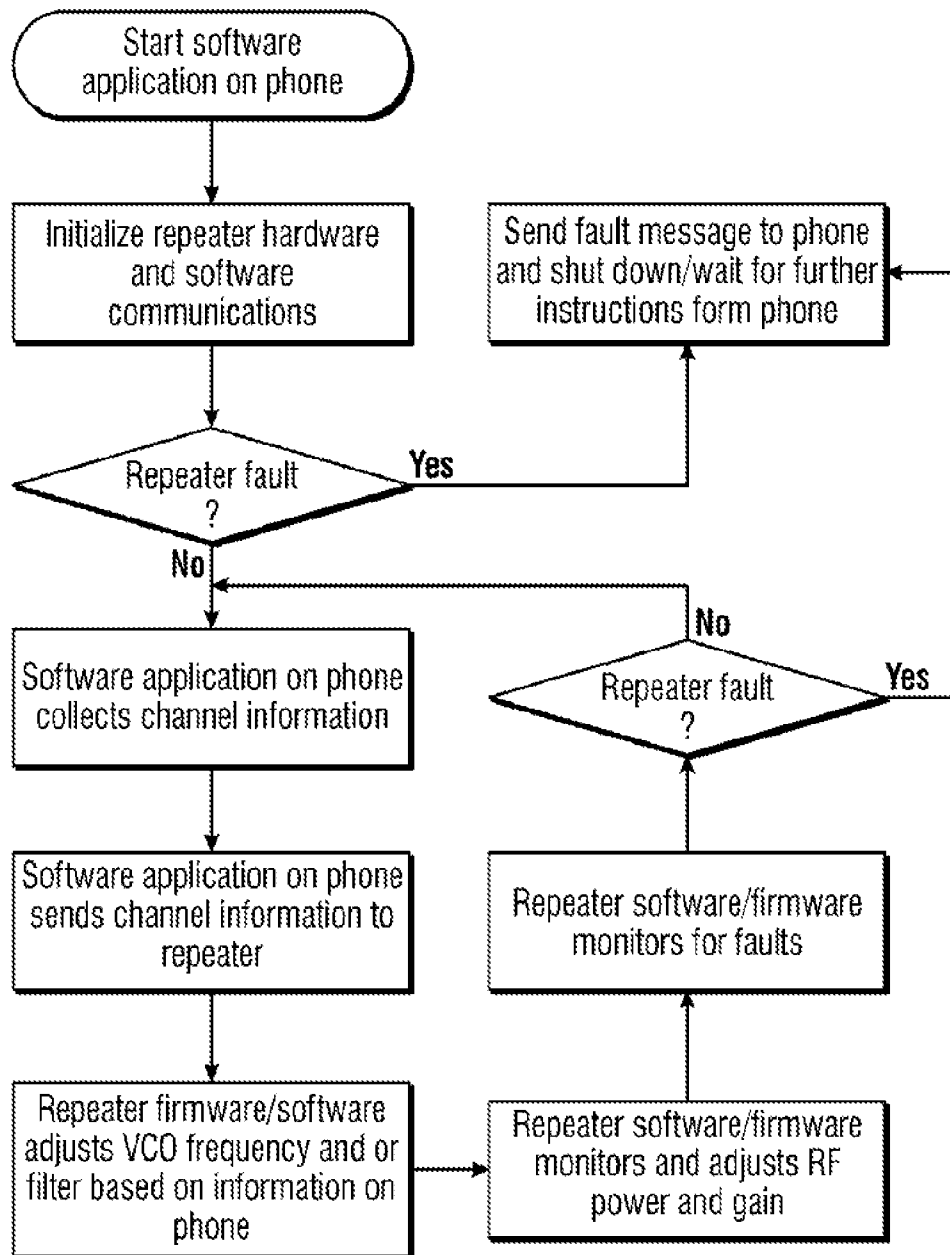 Start software
application on phone
Initialize repeater hardware
and software
communications
Send fault message to phone
and shut down/wait for further
instructions form phone
Repeater fault
?
Yes
No
Software application on phone
collects channel information
No
Repeater fault
?
Yes
Software application on phone
sends channel information to
repeater
Repeater software/firmware
monitors for faults
Repeater firmware/software
adjusts VCO frequency and or
filter based on information on
phone
Repeater software/firmware
monitors and adjusts RF
power and gain